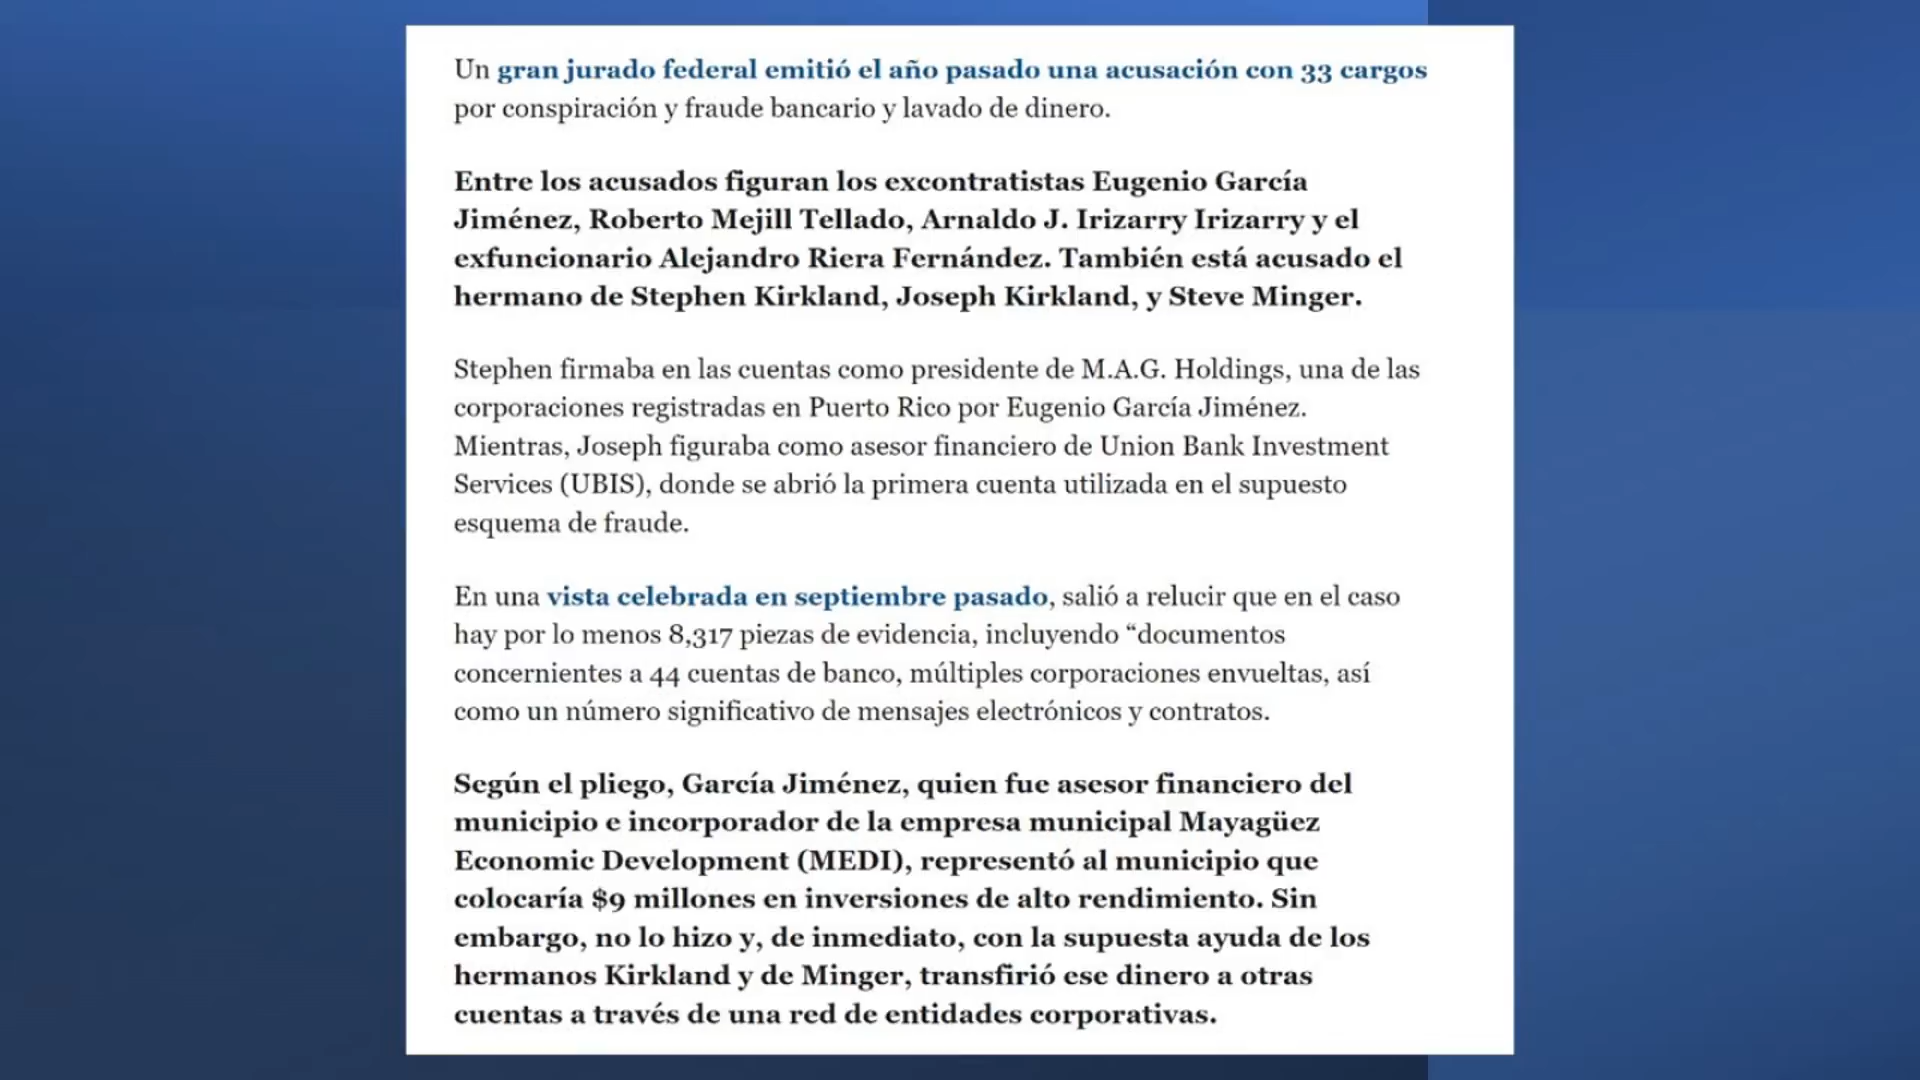 Un gran jurado federal emitió el año pasado una acusación con 33 cargos
por conspiración y fraude bancario y lavado de dinero.
Entre los acusados figuran los excontratistas Eugenio García
Jiménez, Roberto Mejill Tellado, Arnaldo J. Irizarry Irizarry y el
exfuncionario Alejandro Riera Fernández. También está acusado el
hermano de Stephen Kirkland, Joseph Kirkland, y Steve Minger.
Stephen firmaba en las cuentas como presidente de M.A.G. Holdings, una de las
corporaciones registradas en Puerto Rico por Eugenio García Jiménez.
Mientras, Joseph figuraba como asesor financiero de Union Bank Investment
Services (UBIS), donde se abrió la primera cuenta utilizada en el supuesto
esquema de fraude.
En una vista celebrada en septiembre pasado, salió a relucir que en el caso
hay por lo menos 8,317 piezas de evidencia, incluyendo “documentos
concernientes a 44 cuentas de banco, múltiples corporaciones envueltas, así
como un número significativo de mensajes electrónicos y contratos.
Según el pliego, García Jiménez, quien fue asesor financiero del
municipio e incorporador de la empresa municipal Mayagüez
Economic Development (MEDI), representó al municipio que
colocaría $9 millones en inversiones de alto rendimiento. Sin
embargo, no lo hizo y, de inmediato, con la supuesta ayuda de los
hermanos Kirkland y de Minger, transfirió ese dinero a otras
cuentas a través de una red de entidades corporativas.